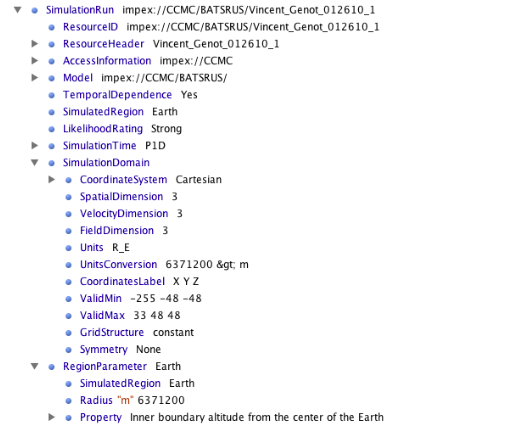 SimulationRun impex://CCMC/BATSRUS/Vincent_Genot_012610_1
ResourceID impex://CCMC/BATSRUS/Vincent_Genot_012610_1
ResourceHeader Vincent_Genot_012610_1
AccessInformation impex://CCMC
Model impex://CCMC/BATSRUS/
TemporalDependence Yes
SimulatedRegion Earth
LikelihoodRating Strong
SimulationTime P1D
SimulationDomain
CoordinateSystem Cartesian
SpatialDimension 3
VelocityDimension 3
FieldDimension 3
Units R_E
UnitsConversion 6371200 &gt; m
CoordinatesLabel X Y Z
ValidMin -255 -48 -48
ValidMax 33 48 48
GridStructure constant
Symmetry None
RegionParameter Earth
SimulatedRegion Earth
Radius "m" 6371200
Property Inner boundary altitude from the center of the Earth